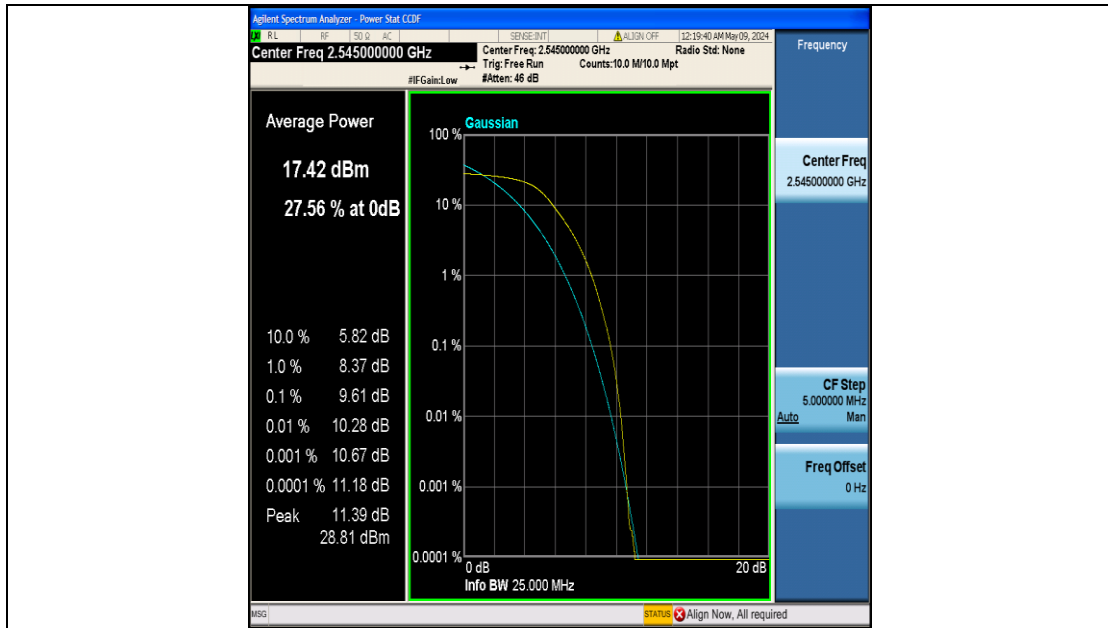 Agilent Spectrum Analyzer - Power Stat CCDF
RL RF 50 Ω AC SENSE:INT ALIGN OFF 12:19:40 AM May 09, 2024
Center Freq 2.545000000 GHz
Center Freq: 2.545000000 GHz Radio Std: None
Trig: Free Run Counts:10.0 M/10.0 Mpt
#IFGain:Low #Atten: 46 dB
Frequency
Average Power
17.42 dBm
27.56 % at 0dB
10.0 % 5.82 dB
1.0 % 8.37 dB
0.1 % 9.61 dB
0.01 % 10.28 dB
0.001 % 10.67 dB
0.0001 % 11.18 dB
Peak 11.39 dB
28.81 dBm
Gaussian
100 %
10 %
1 %
0.1 %
0.01 %
0.001 %
0.0001 %
0 dB 20 dB
Info BW 25.000 MHz
Center Freq
2.545000000 GHz
CF Step
5.000000 MHz
Auto Man
Freq Offset
0 Hz
MSG STATUS Align Now, All required